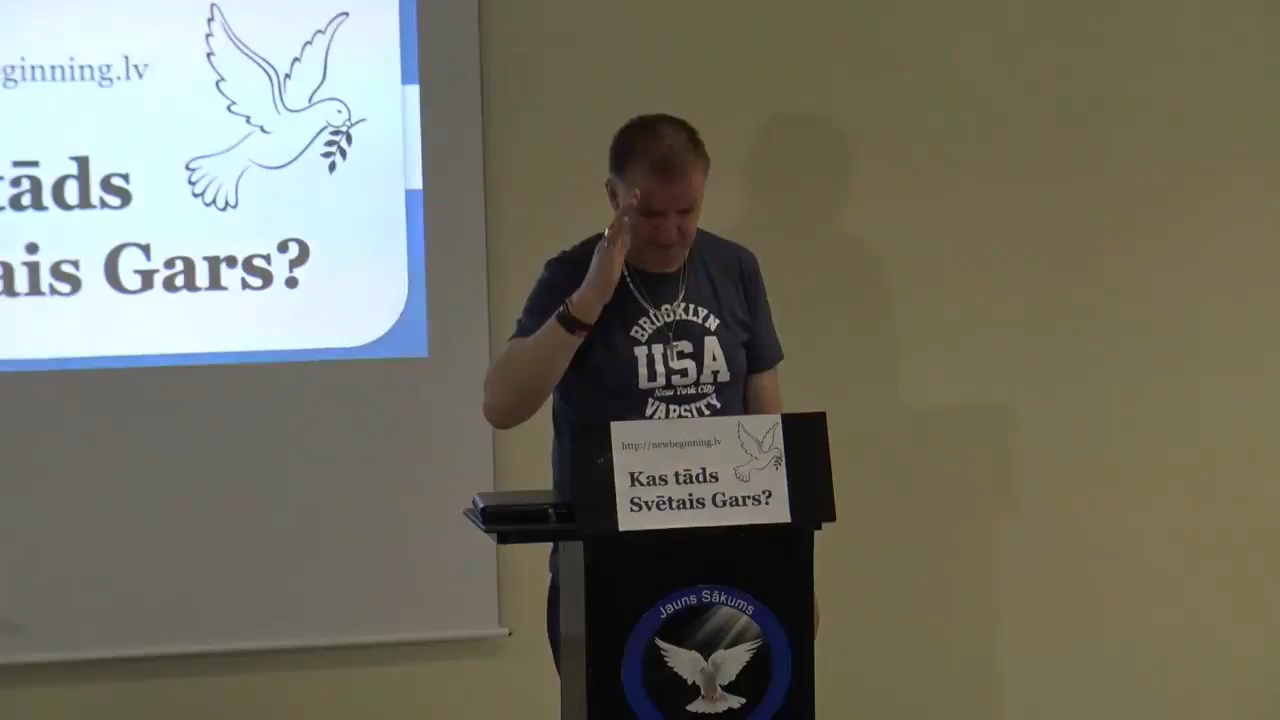 ginning.lv
tāds
ais Gars?
BROOKLYN
USA
New York City
VARSITY
http://newbeginning.lv
Kas tāds
Svētais Gars?
Jauns Sākums